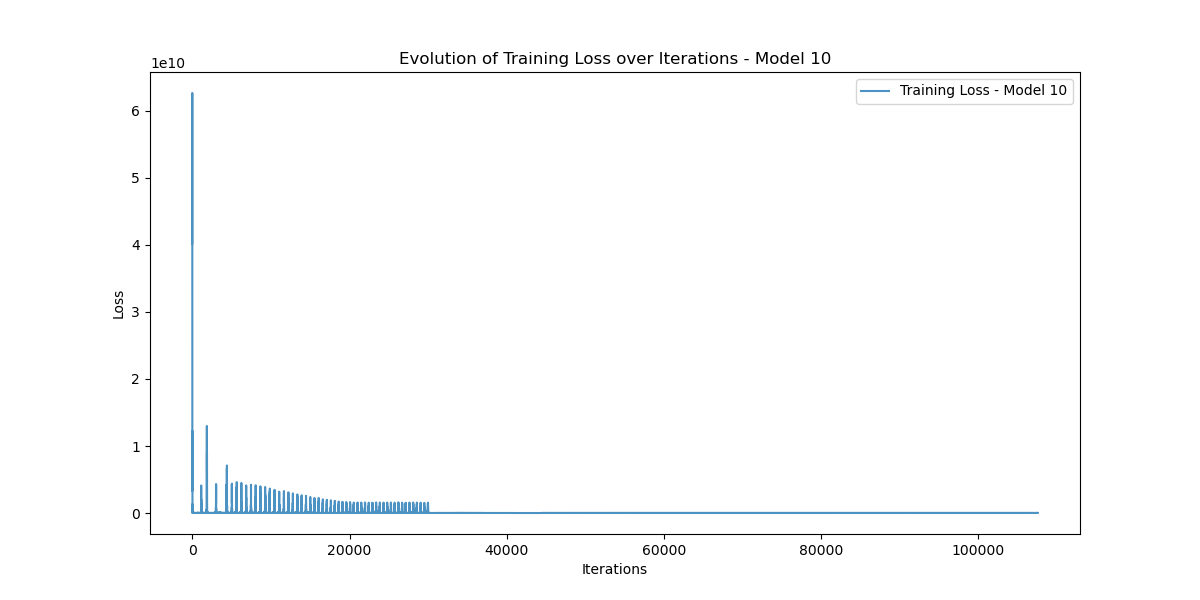 Evolution of Training Loss over Iterations - Model 10
1e10
Training Loss - Model 10
6
5
4
3
2
1
0
Loss
0 20000 40000 60000 80000 100000
Iterations